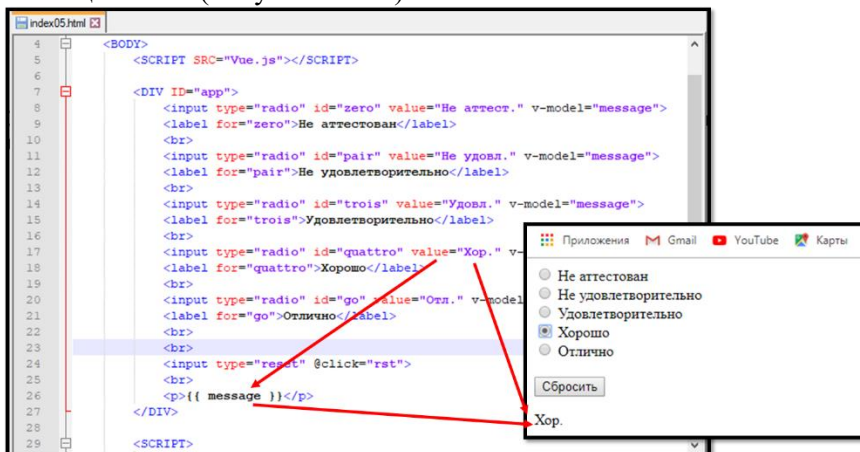 index05.html
4 <BODY>
5 <SCRIPT SRC="Vue.js"></SCRIPT>
6
7 <DIV ID="app">
8 <input type="radio" id="zero" value="Не аттест." v-model="message">
9 <label for="zero">Не аттестован</label>
10 <br>
11 <input type="radio" id="pair" value="Не удовл." v-model="message">
12 <label for="pair">Не удовлетворительно</label>
13 <br>
14 <input type="radio" id="trois" value="Удовл." v-model="message">
15 <label for="trois">Удовлетворительно</label>
16 <br>
17 <input type="radio" id="quattro" value="Хор." v-
18 <label for="quattro">Хорошо</label>
19 <br>
20 <input type="radio" id="go" value="Отл." v-model
21 <label for="go">Отлично</label>
22 <br>
23 <br>
24 <input type="reset" @click="rst">
25 <br>
26 <p>{{ message }}</p>
27 </DIV>
28
29 <SCRIPT>
Приложения Gmail YouTube Карты
Не аттестован
Не удовлетворительно
Удовлетворительно
Хорошо
Отлично
Сбросить
Хор.